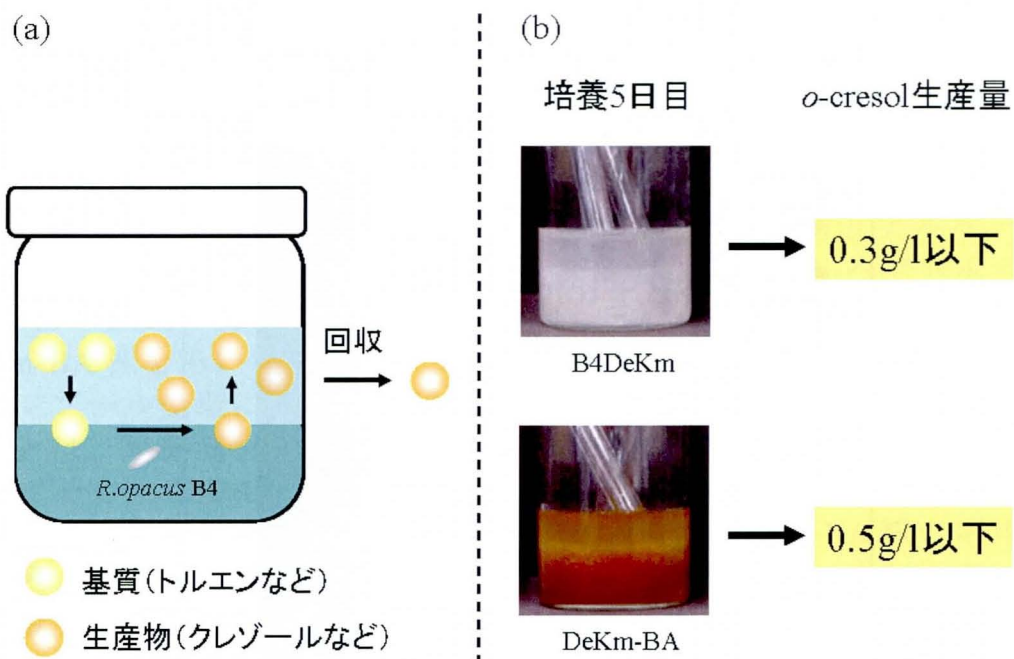 (a)
回収
R.opacus B4
基質(トルエンなど)
生産物(クレゾールなど)
(b)
培養5日目
o-cresol生産量
0.3g/l以下
B4DeKm
0.5g/l以下
DeKm-BA